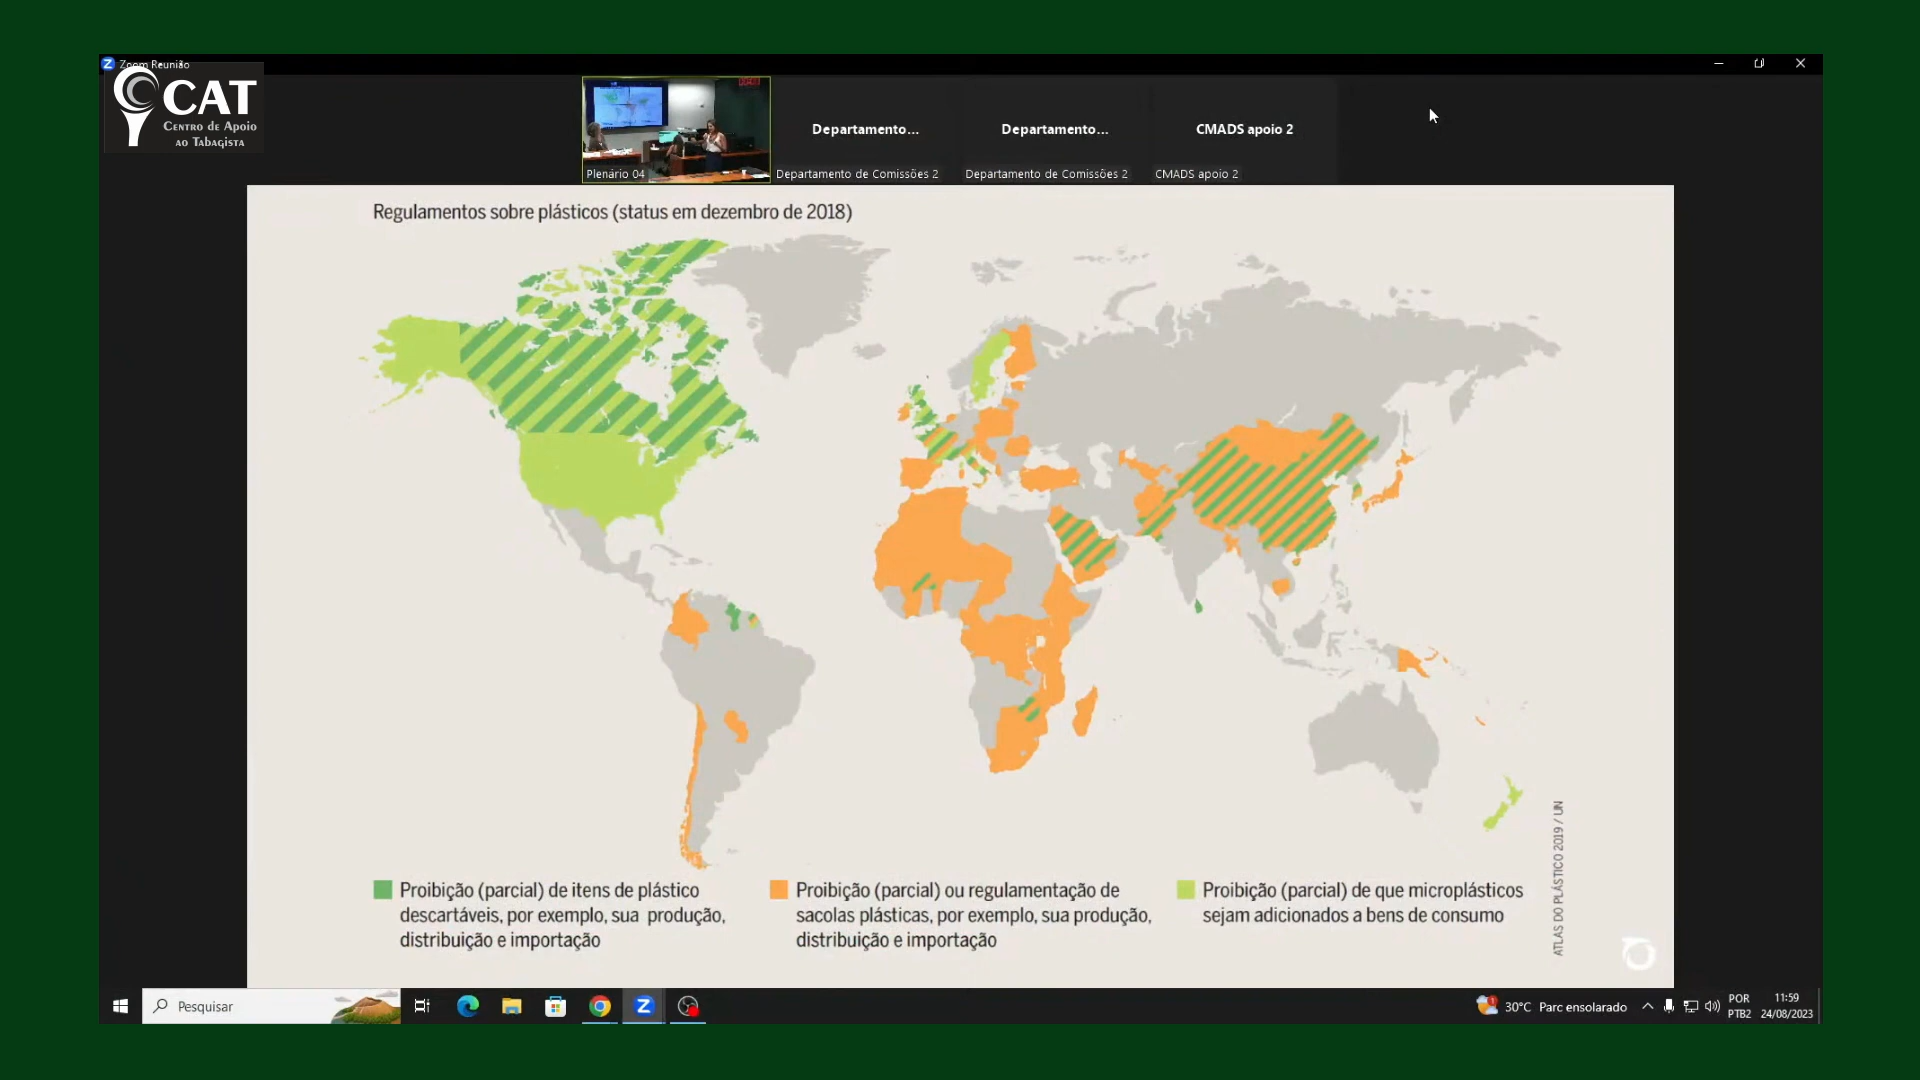 Zoom Reunião
CAT
CENTRO DE APOIO
AO TABAGISTA
Departamento...
Departamento...
CMADS apoio 2
Plenário 04
Departamento de Comissões 2
Departamento de Comissões 2
CMADS apoio 2
Regulamentos sobre plásticos (status em dezembro de 2018)
Proibição (parcial) de itens de plástico
descartáveis, por exemplo, sua produção,
distribuição e importação
Proibição (parcial) ou regulamentação de
sacolas plásticas, por exemplo, sua produção,
distribuição e importação
Proibição (parcial) de que microplásticos
sejam adicionados a bens de consumo
ATLAS DO PLÁSTICO 2019 / UN
Pesquisar
1
30°C Parc ensolarado
POR
PTB2
11:59
24/08/2023